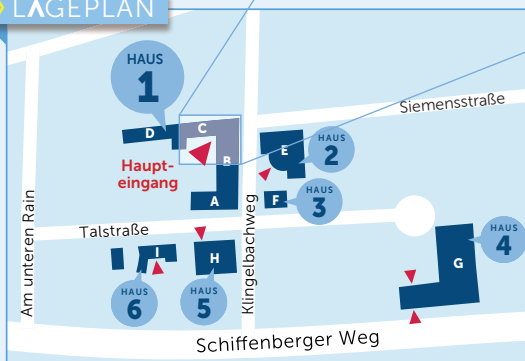 LAGEPLAN
HAUS
1
Siemensstraße
D
C
B
E
HAUS
2
Haupt-
eingang
A
F
HAUS
3
Am unteren Rain
Talstraße
Klingelbachweg
I
H
G
HAUS
4
HAUS
6
HAUS
5
Schiffenberger Weg